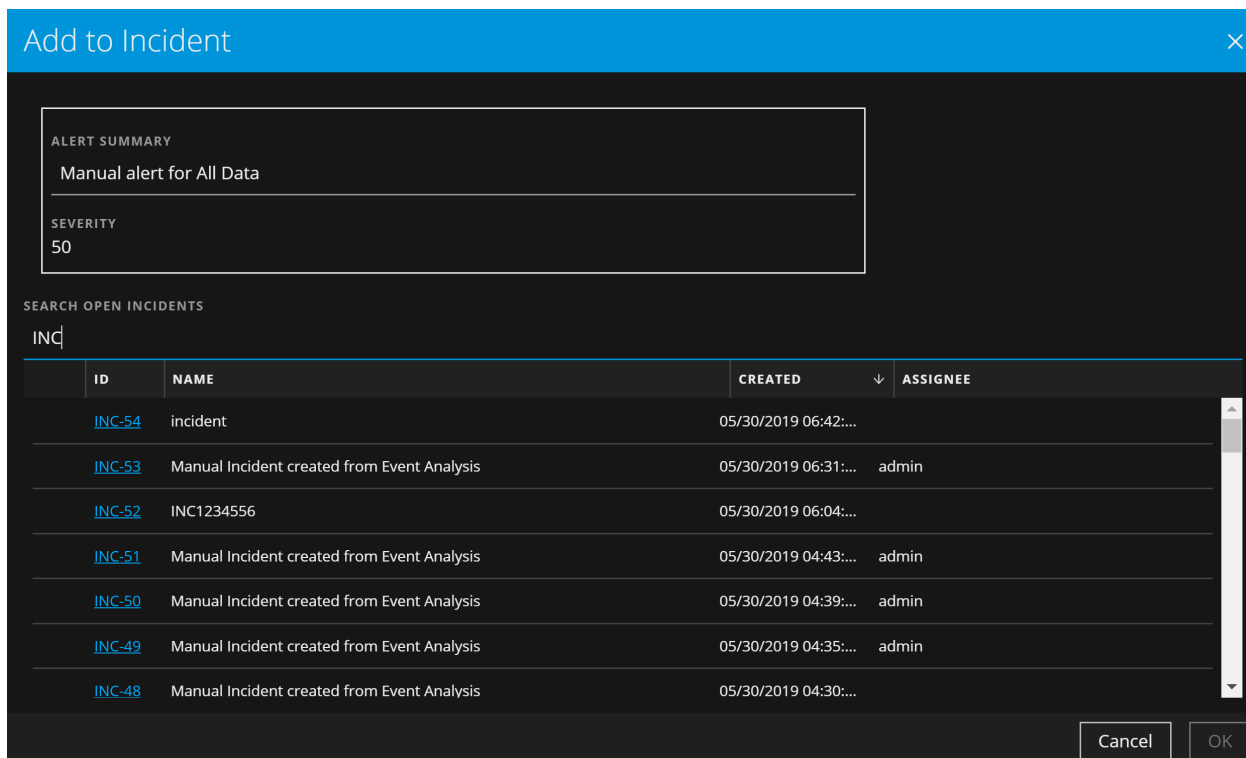 Add to Incident
ALERT SUMMARY
Manual alert for All Data
SEVERITY
50
SEARCH OPEN INCIDENTS
INC
ID NAME CREATED ASSIGNEE
INC-54 incident 05/30/2019 06:42:...
INC-53 Manual Incident created from Event Analysis 05/30/2019 06:31:... admin
INC-52 INC1234556 05/30/2019 06:04:...
INC-51 Manual Incident created from Event Analysis 05/30/2019 04:43:... admin
INC-50 Manual Incident created from Event Analysis 05/30/2019 04:39:... admin
INC-49 Manual Incident created from Event Analysis 05/30/2019 04:35:... admin
INC-48 Manual Incident created from Event Analysis 05/30/2019 04:30:...
Cancel OK